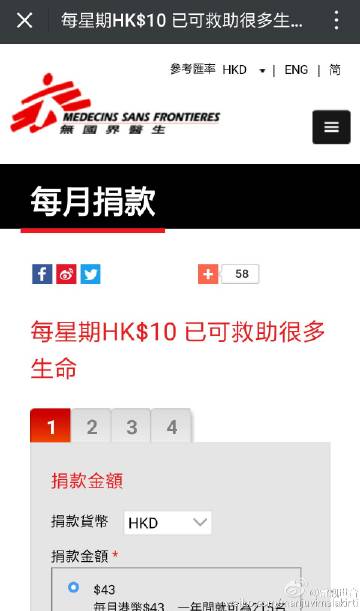 每星期HK$10 已可救助很多生...
參考匯率 HKD | ENG | 简
MEDECINS SANS FRONTIERES
無國界醫生
每月捐款
58
每星期HK$10 已可救助很多
生命
1 2 3 4
捐款金額
捐款貨幣 HKD
捐款金額 *
$43
每月港幣$43，一年間就可為215名